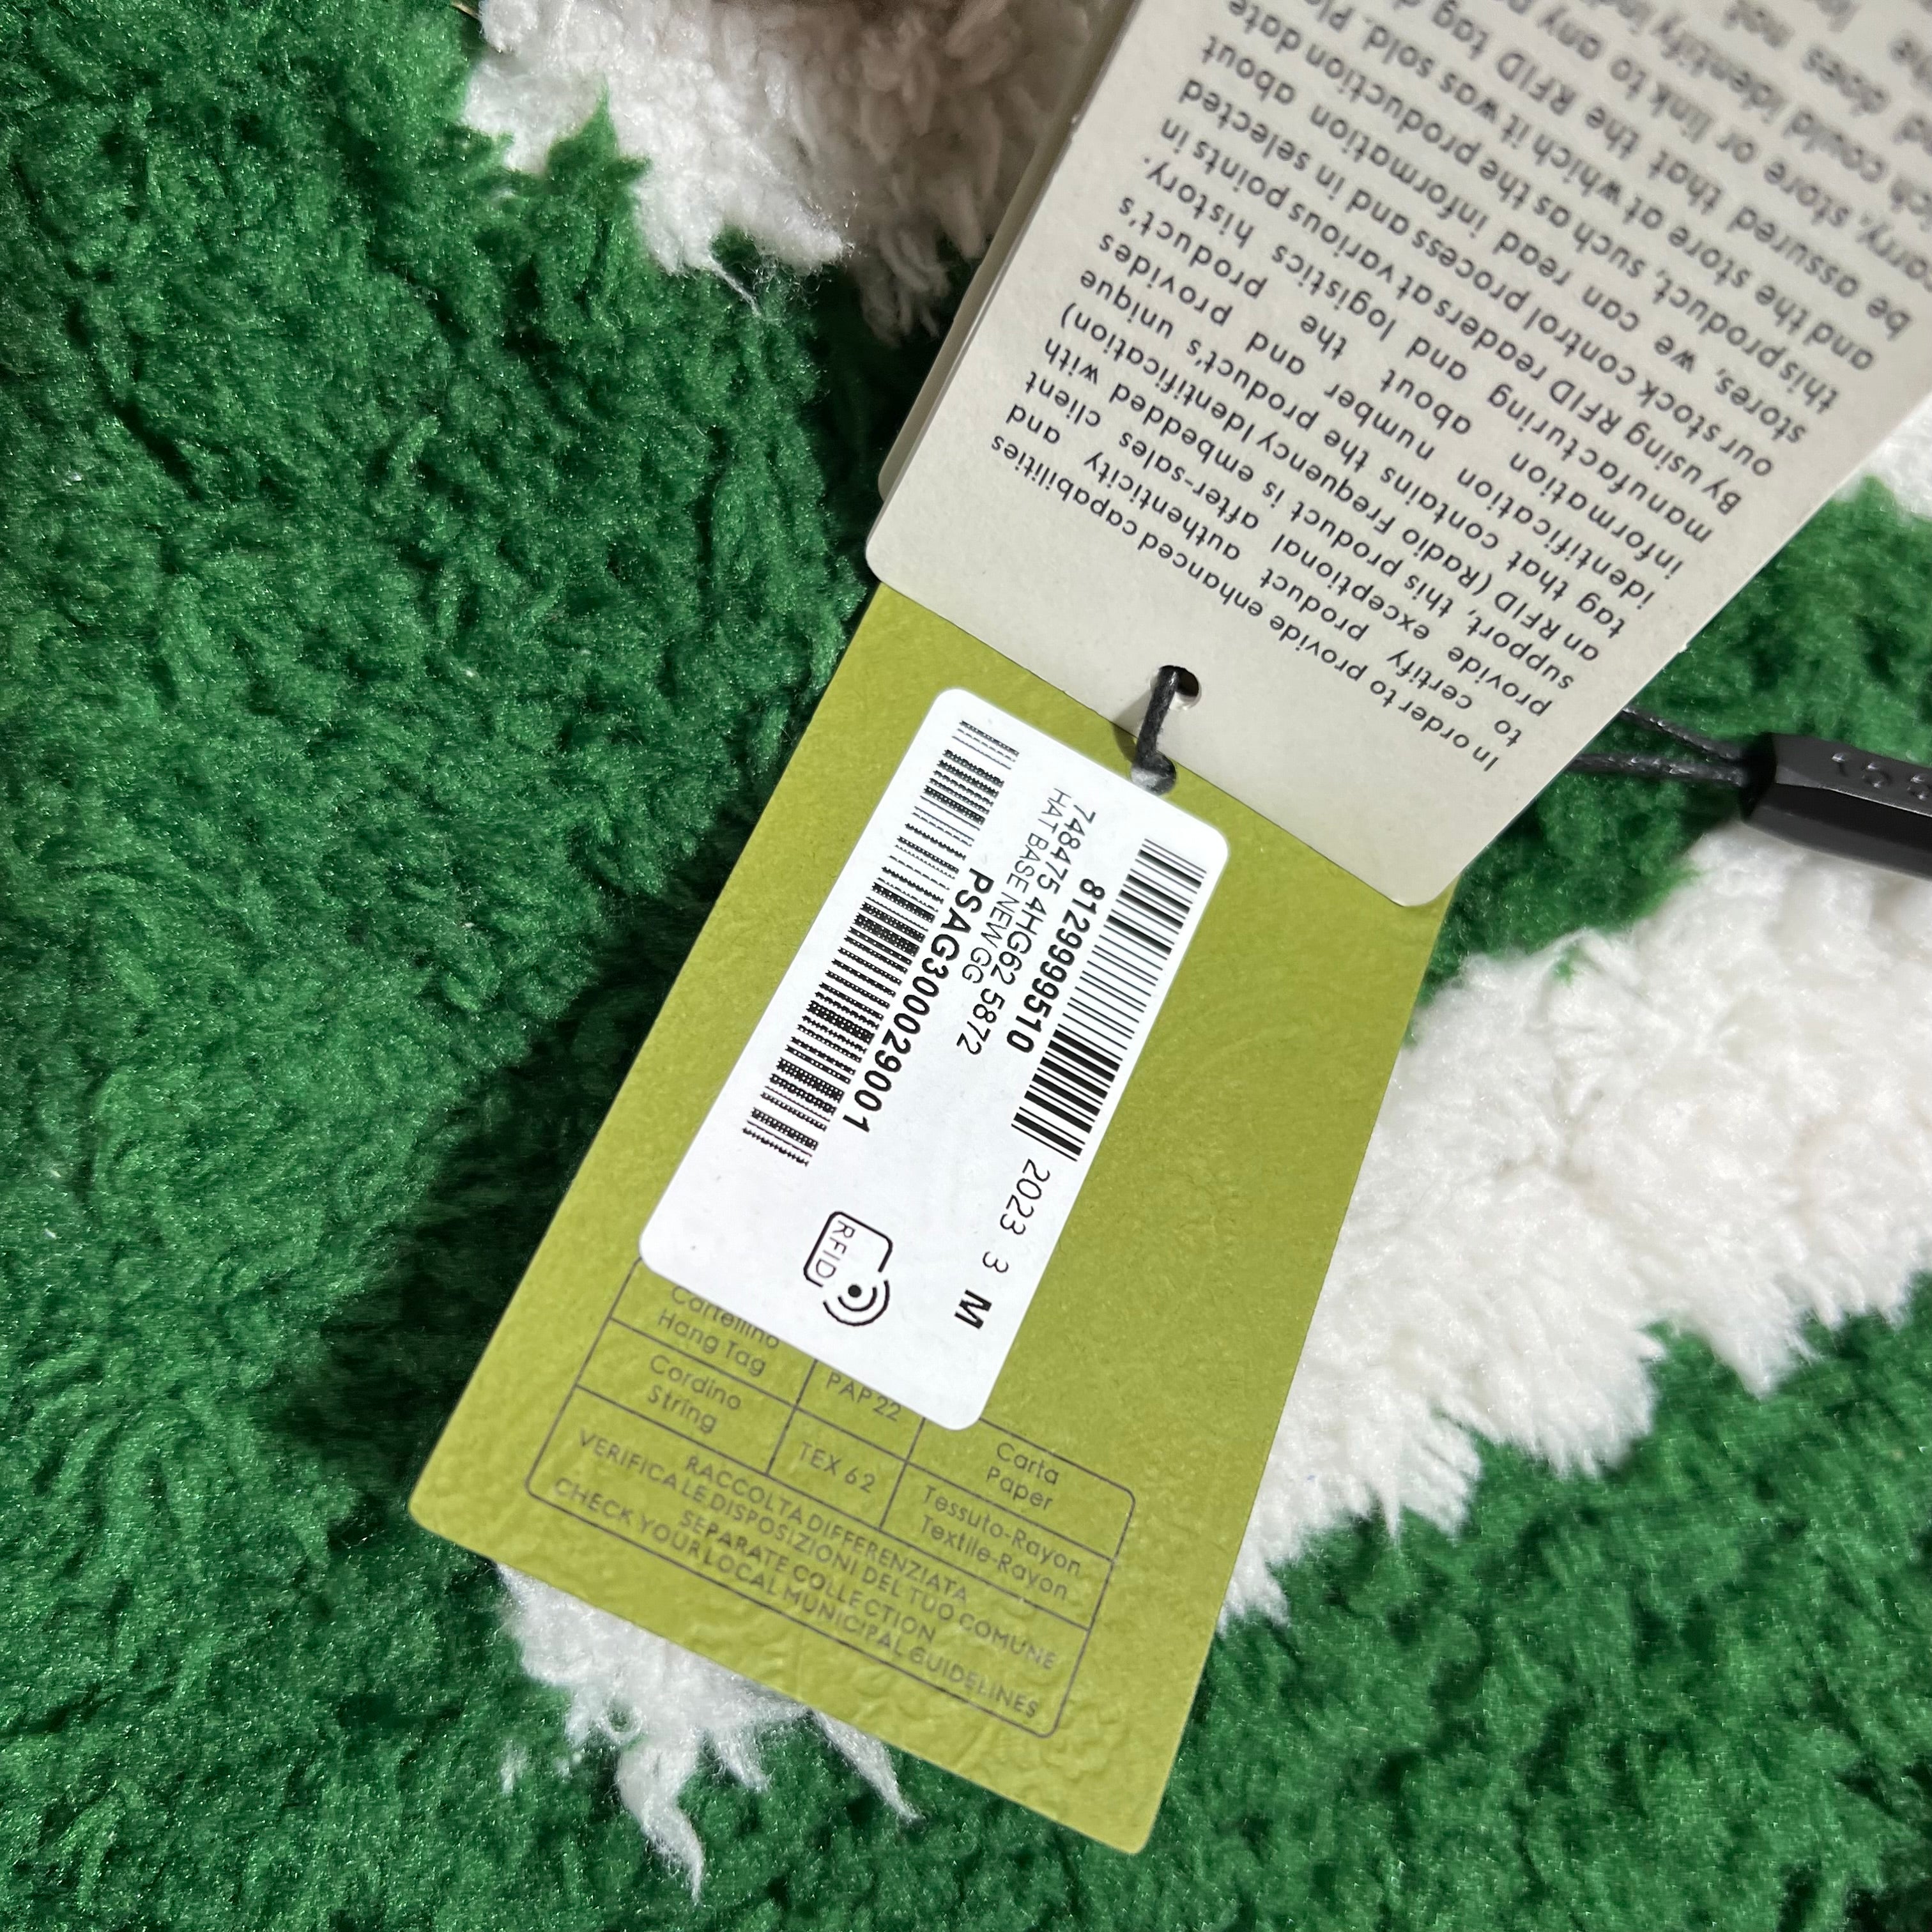 In order to provide enhanced capabilities
to certify product authenticity and
provide exceptional after-sales client
support, this product is embedded with
an RFID (Radio Frequency Identification)
tag that contains the product's unique
identification number and provides
information about the product's
manufacturing and logistics history.
By using RFID readers at various points in
our stock control process and in selected
stores, we can read information about
this product, such as the production date
and the store at which it was sold.
be assured that the RFID tag
store or link to any
could identify
does not
8129999510
748475 4HG62 5872
HAT BASE NEW GG
2023 3 M
PSAG3000029001
RFID
Cartellino
Hang Tag
PAP 22
Carta
Paper
Cordino
String
TEX 62
Tessuto-Rayon
Textile-Rayon
RACCOLTA DIFFERENZIATA
VERIFICA LE DISPOSIZIONI DEL TUO COMUNE
SEPARATE COLLECTION
CHECK YOUR LOCAL MUNICIPAL GUIDELINES